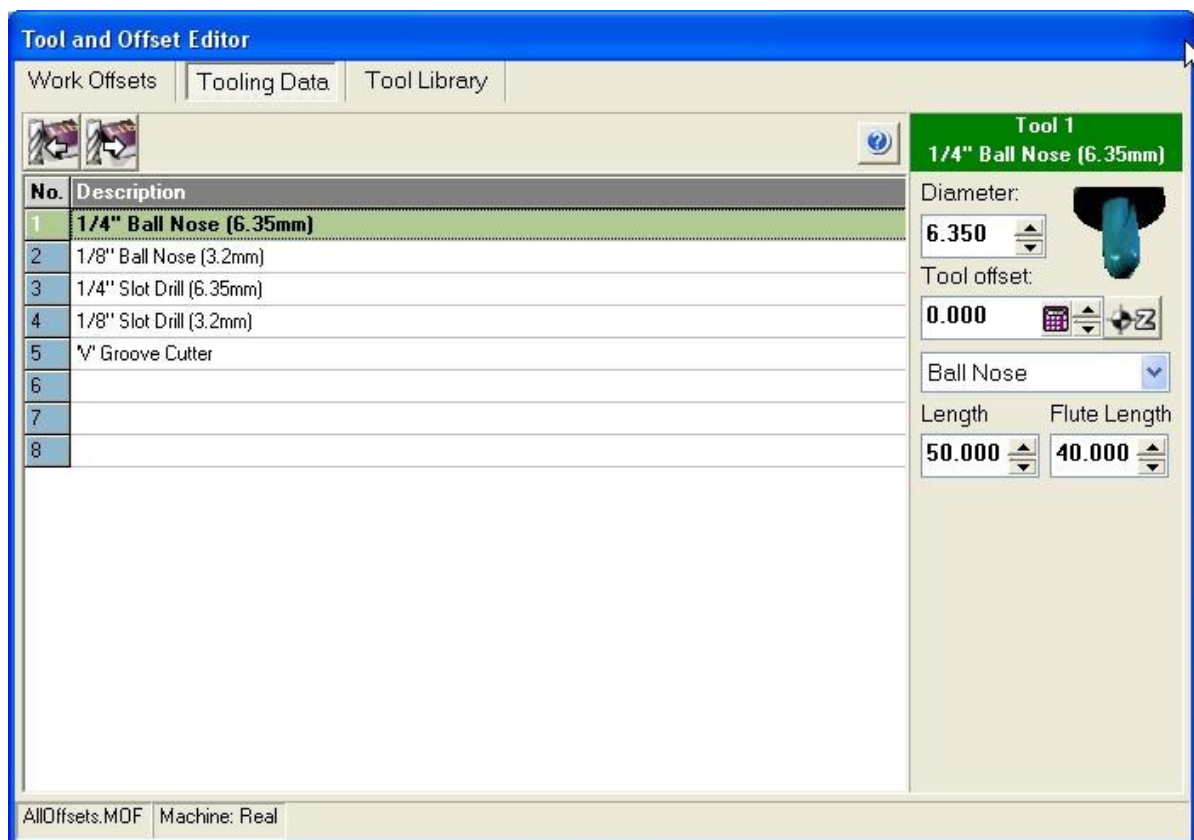 Tool and Offset Editor
Work Offsets Tooling Data Tool Library
No. Description
1 1/4" Ball Nose (6.35mm)
2 1/8" Ball Nose (3.2mm)
3 1/4" Slot Drill (6.35mm)
4 1/8" Slot Drill (3.2mm)
5 'V' Groove Cutter
6
7
8
Tool 1
1/4" Ball Nose (6.35mm)
Diameter:
6.350
Tool offset:
0.000 Z
Ball Nose
Length Flute Length
50.000 40.000
AllOffsets.MOF Machine: Real